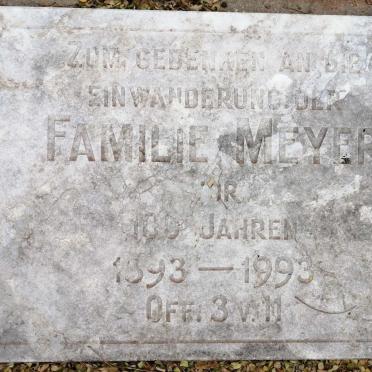 ZUM GEDENKEN AN DIE
EINWANDERUNG DER
FAMILIE MEYER
VOR
100 JAHREN
1893 — 1993
OFF. 3 V. 11